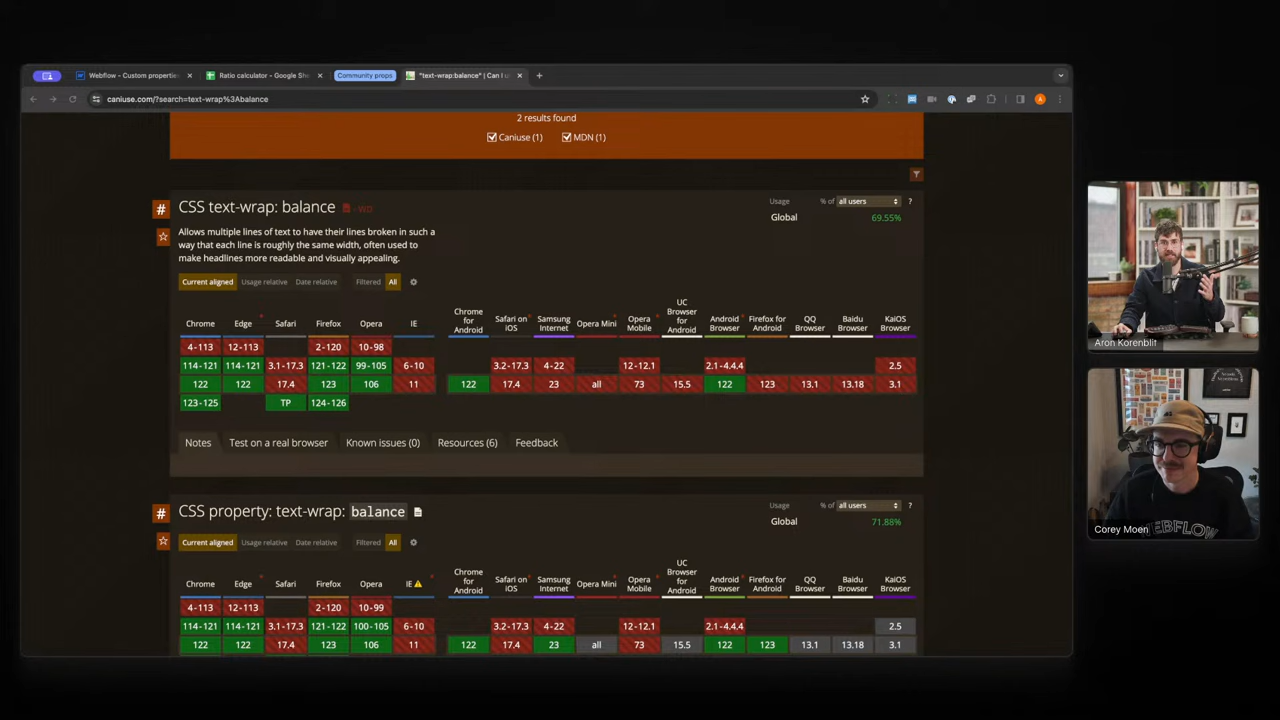 Webflow - Custom propertie
Ratio calculator - Google She
Community props
"text-wrap:balance" | Can I u
caniuse.com/?search=text-wrap%3Abalance
A
2 results found
Caniuse (1) MDN (1)
# CSS text-wrap: balance - WD
Usage % of all users ?
Global 69.55%
Allows multiple lines of text to have their lines broken in such a
way that each line is roughly the same width, often used to
make headlines more readable and visually appealing.
Current aligned Usage relative Date relative Filtered All
Chrome Edge Safari Firefox Opera IE Chrome for Android Safari on iOS Samsung Internet Opera Mini Opera Mobile UC Browser for Android Android Browser Firefox for Android QQ Browser Baidu Browser KaiOS Browser
4-113 12-113 2-120 10-98
114-121 114-121 3.1-17.3 121-122 99-105 6-10 3.2-17.3 4-22 12-12.1 2.1-4.4.4 2.5
122 122 17.4 123 106 11 122 17.4 23 all 73 15.5 122 123 13.1 13.18 3.1
123-125 TP 124-126
Notes Test on a real browser Known issues (0) Resources (6) Feedback
# CSS property: text-wrap: balance
Usage % of all users ?
Global 71.88%
Current aligned Usage relative Date relative Filtered All
Chrome Edge Safari Firefox Opera IE Chrome for Android Safari on iOS Samsung Internet Opera Mini Opera Mobile UC Browser for Android Android Browser Firefox for Android QQ Browser Baidu Browser KaiOS Browser
4-113 12-113 2-120 10-99
114-121 114-121 3.1-17.3 121-122 100-105 6-10 3.2-17.3 4-22 12-12.1 2.1-4.4.4 2.5
122 122 17.4 123 106 11 122 17.4 23 all 73 15.5 122 123 13.1 13.18 3.1
Aron Korenblit
Corey Moen
WEBFLOW